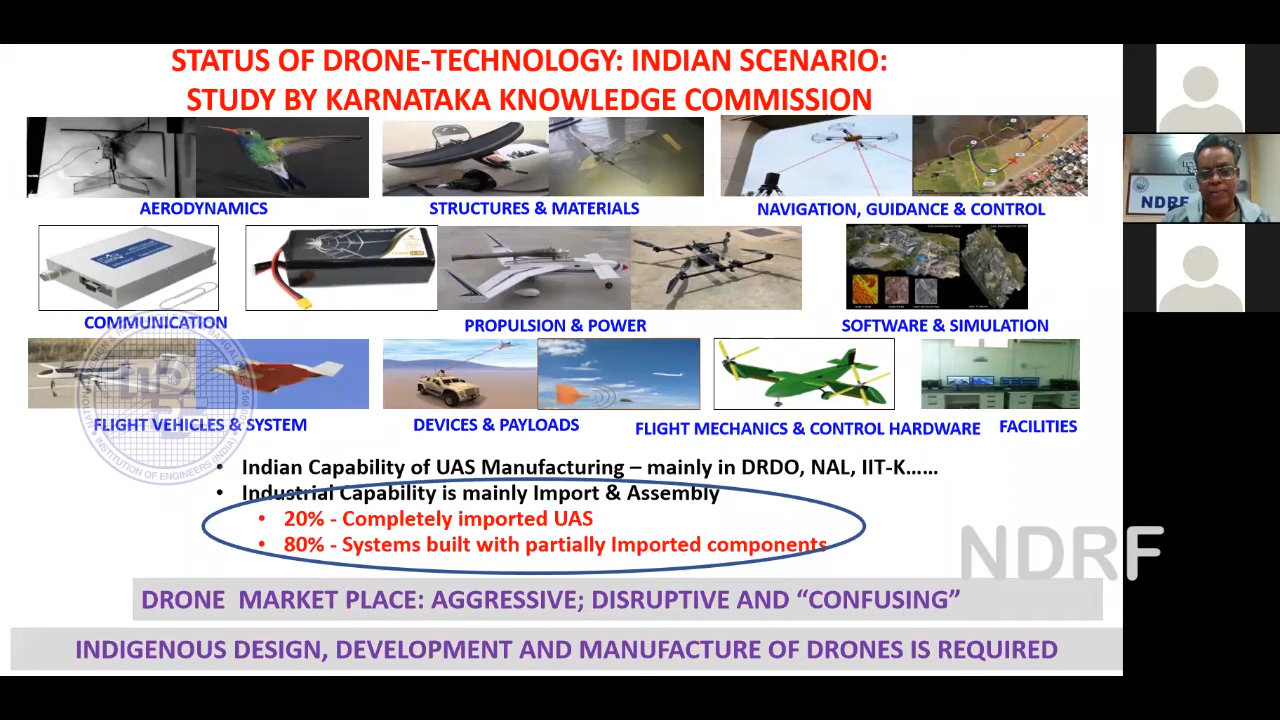 STATUS OF DRONE-TECHNOLOGY: INDIAN SCENARIO:
STUDY BY KARNATAKA KNOWLEDGE COMMISSION
AERODYNAMICS
STRUCTURES & MATERIALS
NAVIGATION, GUIDANCE & CONTROL
COMMUNICATION
PROPULSION & POWER
SOFTWARE & SIMULATION
FLIGHT VEHICLES & SYSTEM
DEVICES & PAYLOADS
FLIGHT MECHANICS & CONTROL HARDWARE
FACILITIES
• Indian Capability of UAS Manufacturing – mainly in DRDO, NAL, IIT-K......
• Industrial Capability is mainly Import & Assembly
• 20% - Completely imported UAS
• 80% - Systems built with partially Imported components
DRONE MARKET PLACE: AGGRESSIVE; DISRUPTIVE AND “CONFUSING”
INDIGENOUS DESIGN, DEVELOPMENT AND MANUFACTURE OF DRONES IS REQUIRED
NDRF
NDRF
INSTITUTION OF ENGINEERS (INDIA)